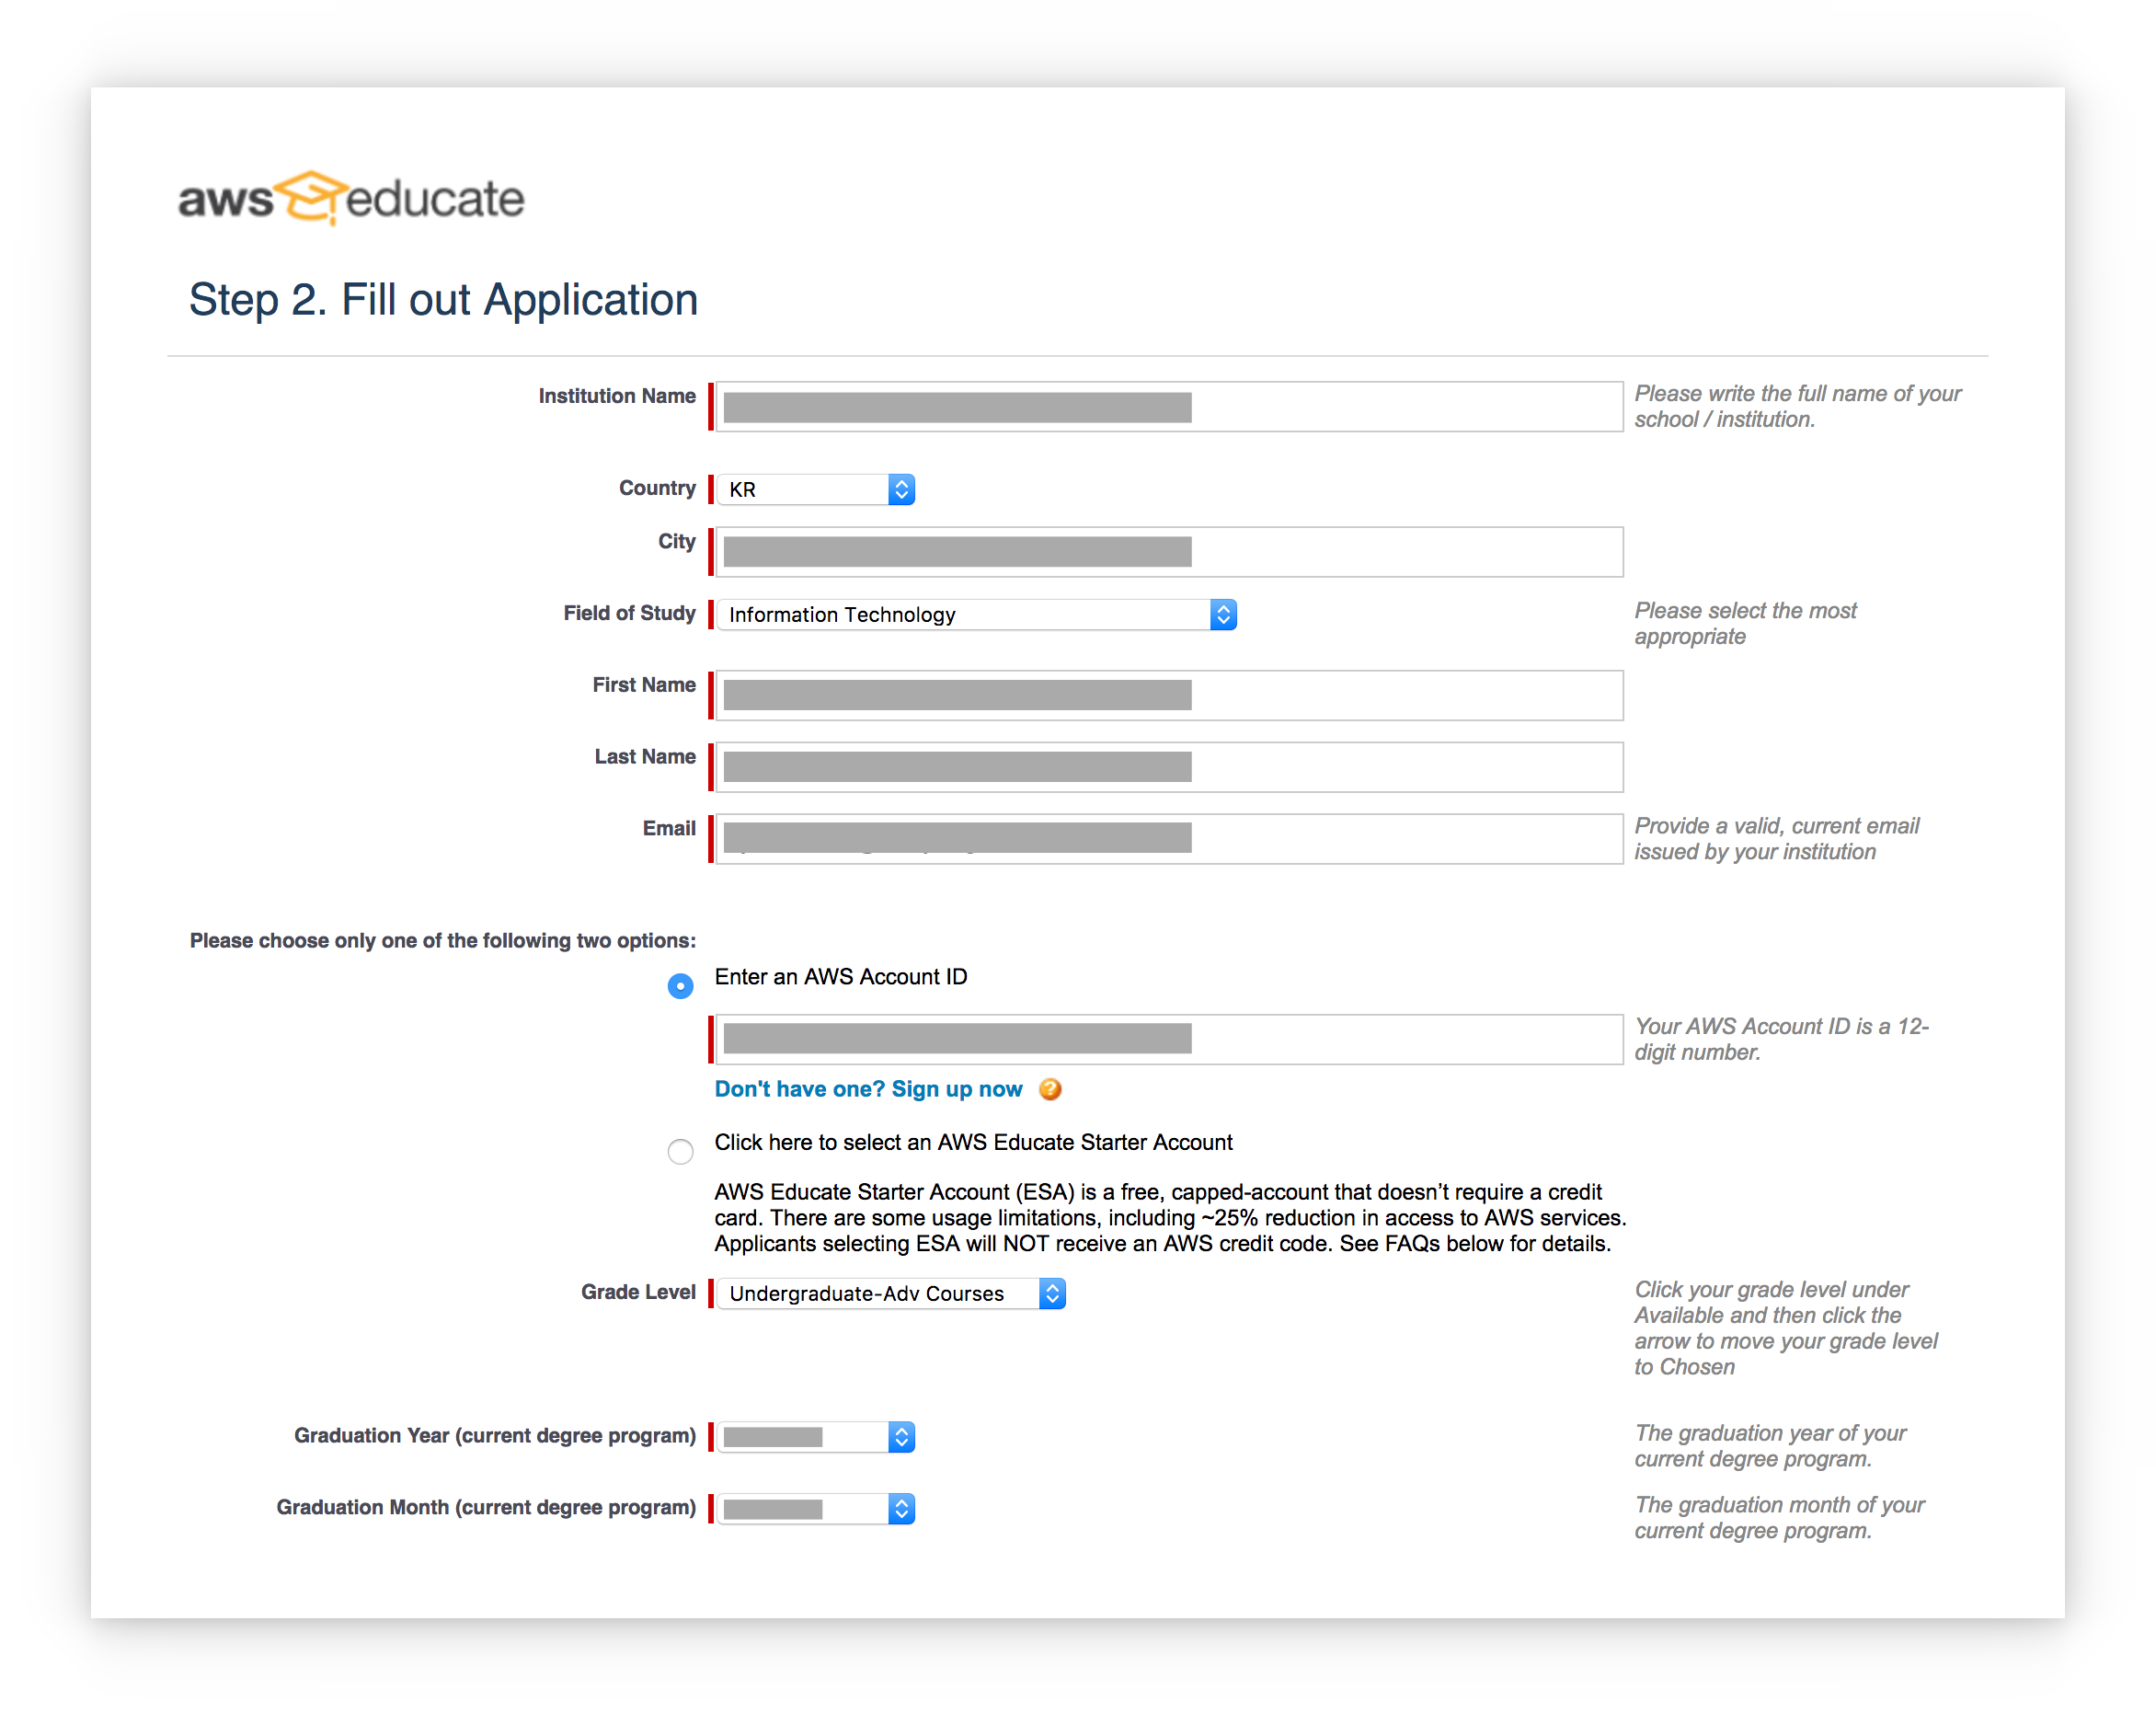 aws educate
Step 2. Fill out Application
Institution Name
Please write the full name of your
school / institution.
Country
KR
City
Field of Study
Information Technology
Please select the most
appropriate
First Name
Last Name
Email
Provide a valid, current email
issued by your institution
Please choose only one of the following two options:
Enter an AWS Account ID
Your AWS Account ID is a 12-
digit number.
Don't have one? Sign up now
?
Click here to select an AWS Educate Starter Account
AWS Educate Starter Account (ESA) is a free, capped-account that doesn’t require a credit
card. There are some usage limitations, including ~25% reduction in access to AWS services.
Applicants selecting ESA will NOT receive an AWS credit code. See FAQs below for details.
Grade Level
Undergraduate-Adv Courses
Click your grade level under
Available and then click the
arrow to move your grade level
to Chosen
Graduation Year (current degree program)
The graduation year of your
current degree program.
Graduation Month (current degree program)
The graduation month of your
current degree program.